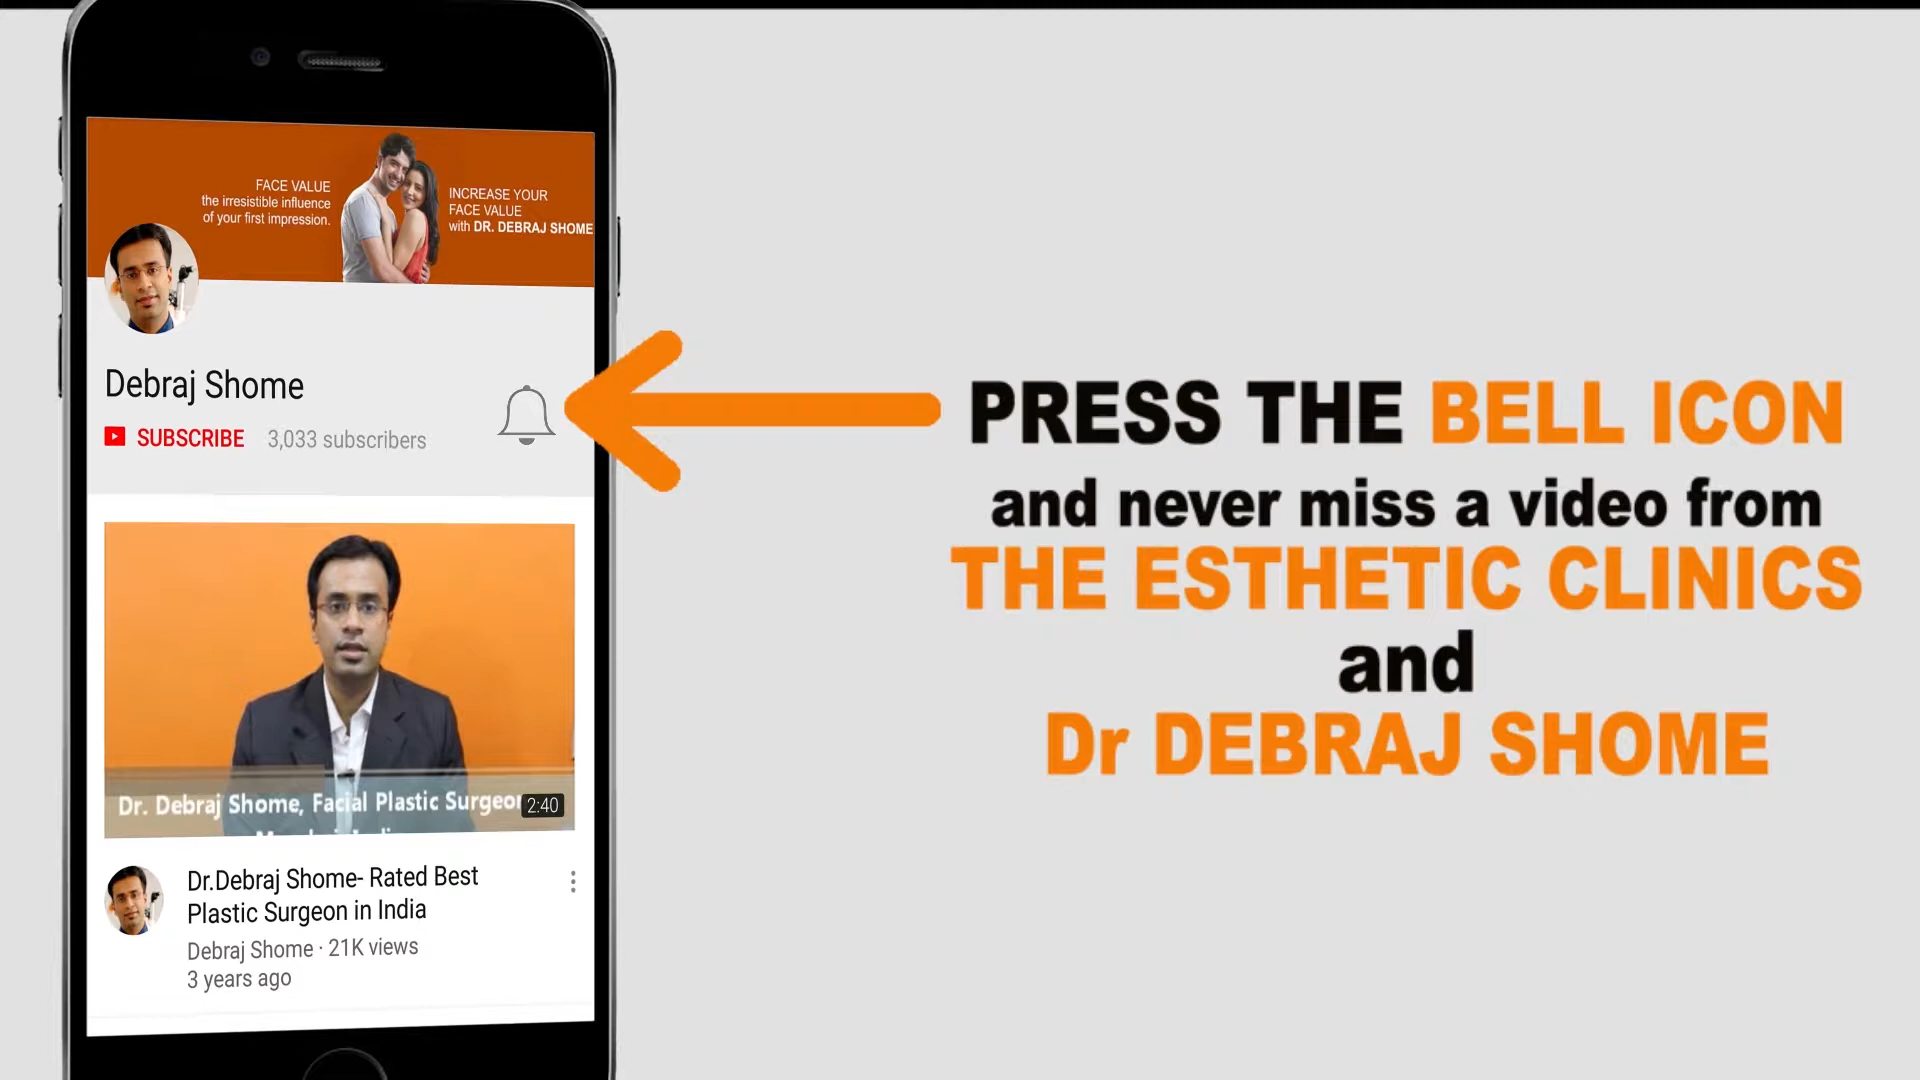 FACE VALUE
the irresistible influence
of your first impression.
INCREASE YOUR
FACE VALUE
with DR. DEBRAJ SHOME
Debraj Shome
SUBSCRIBE 3,033 subscribers
Dr. Debraj Shome, Facial Plastic Surgeon
2:40
Dr.Debraj Shome- Rated Best
Plastic Surgeon in India
Debraj Shome · 21K views
3 years ago
PRESS THE BELL ICON
and never miss a video from
THE ESTHETIC CLINICS
and
Dr DEBRAJ SHOME